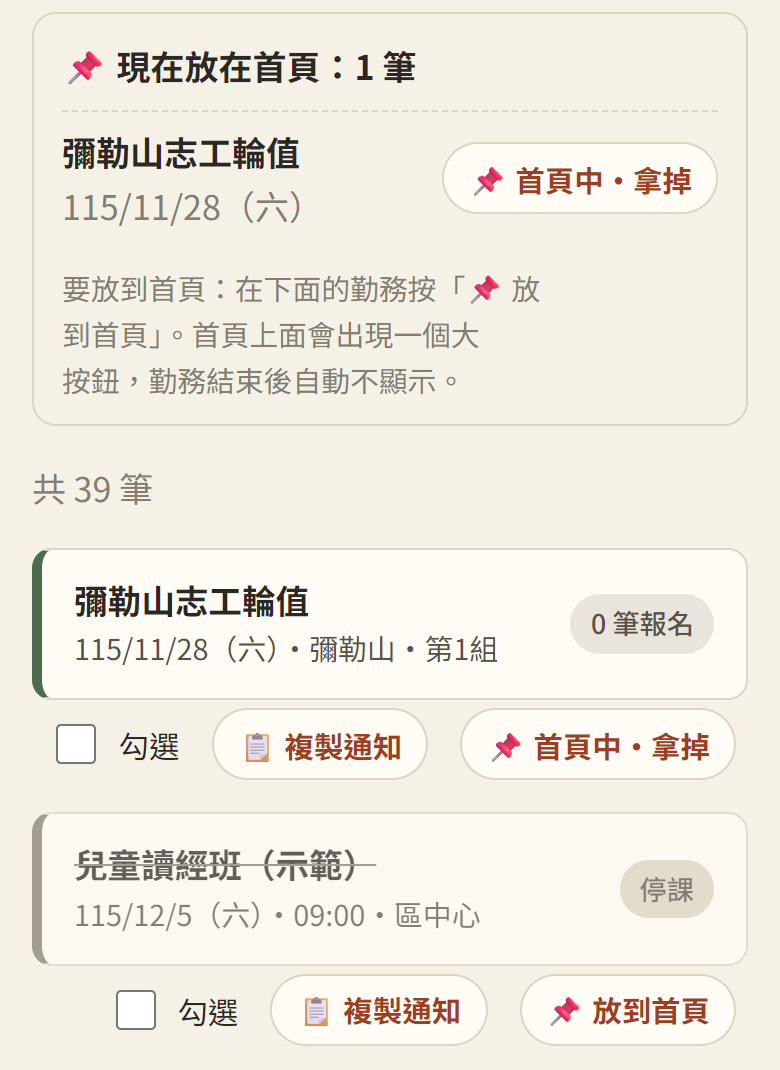 📌 現在放在首頁：1 筆
彌勒山志工輪值
115/11/28（六）
📌 首頁中・拿掉
要放到首頁：在下面的勤務按「📌 放
到首頁」。首頁上面會出現一個大
按鈕，勤務結束後自動不顯示。
共 39 筆
彌勒山志工輪值
115/11/28（六）・彌勒山・第1組
0 筆報名
勾選
📋 複製通知
📌 首頁中・拿掉
兒童讀經班（示範）
115/12/5（六）・09:00・區中心
停課
勾選
📋 複製通知
📌 放到首頁